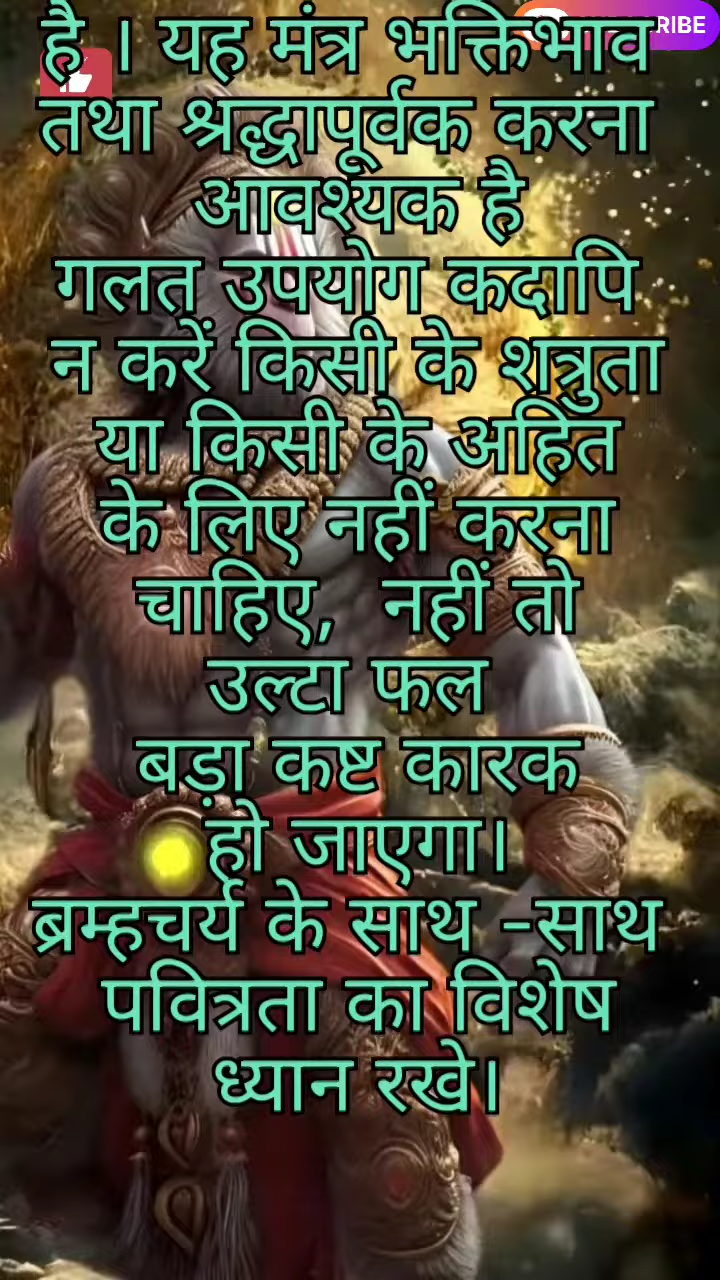 RIBE
है । यह मंत्र भक्तिभाव
तथा श्रद्धापूर्वक करना
आवश्यक है
गलत उपयोग कदापि
न करें किसी के शत्रुता
या किसी के अहित
के लिए नहीं करना
चाहिए, नहीं तो
उल्टा फल
बड़ा कष्ट कारक
हो जाएगा।
ब्रम्हचर्य के साथ -साथ
पवित्रता का विशेष
ध्यान रखे।